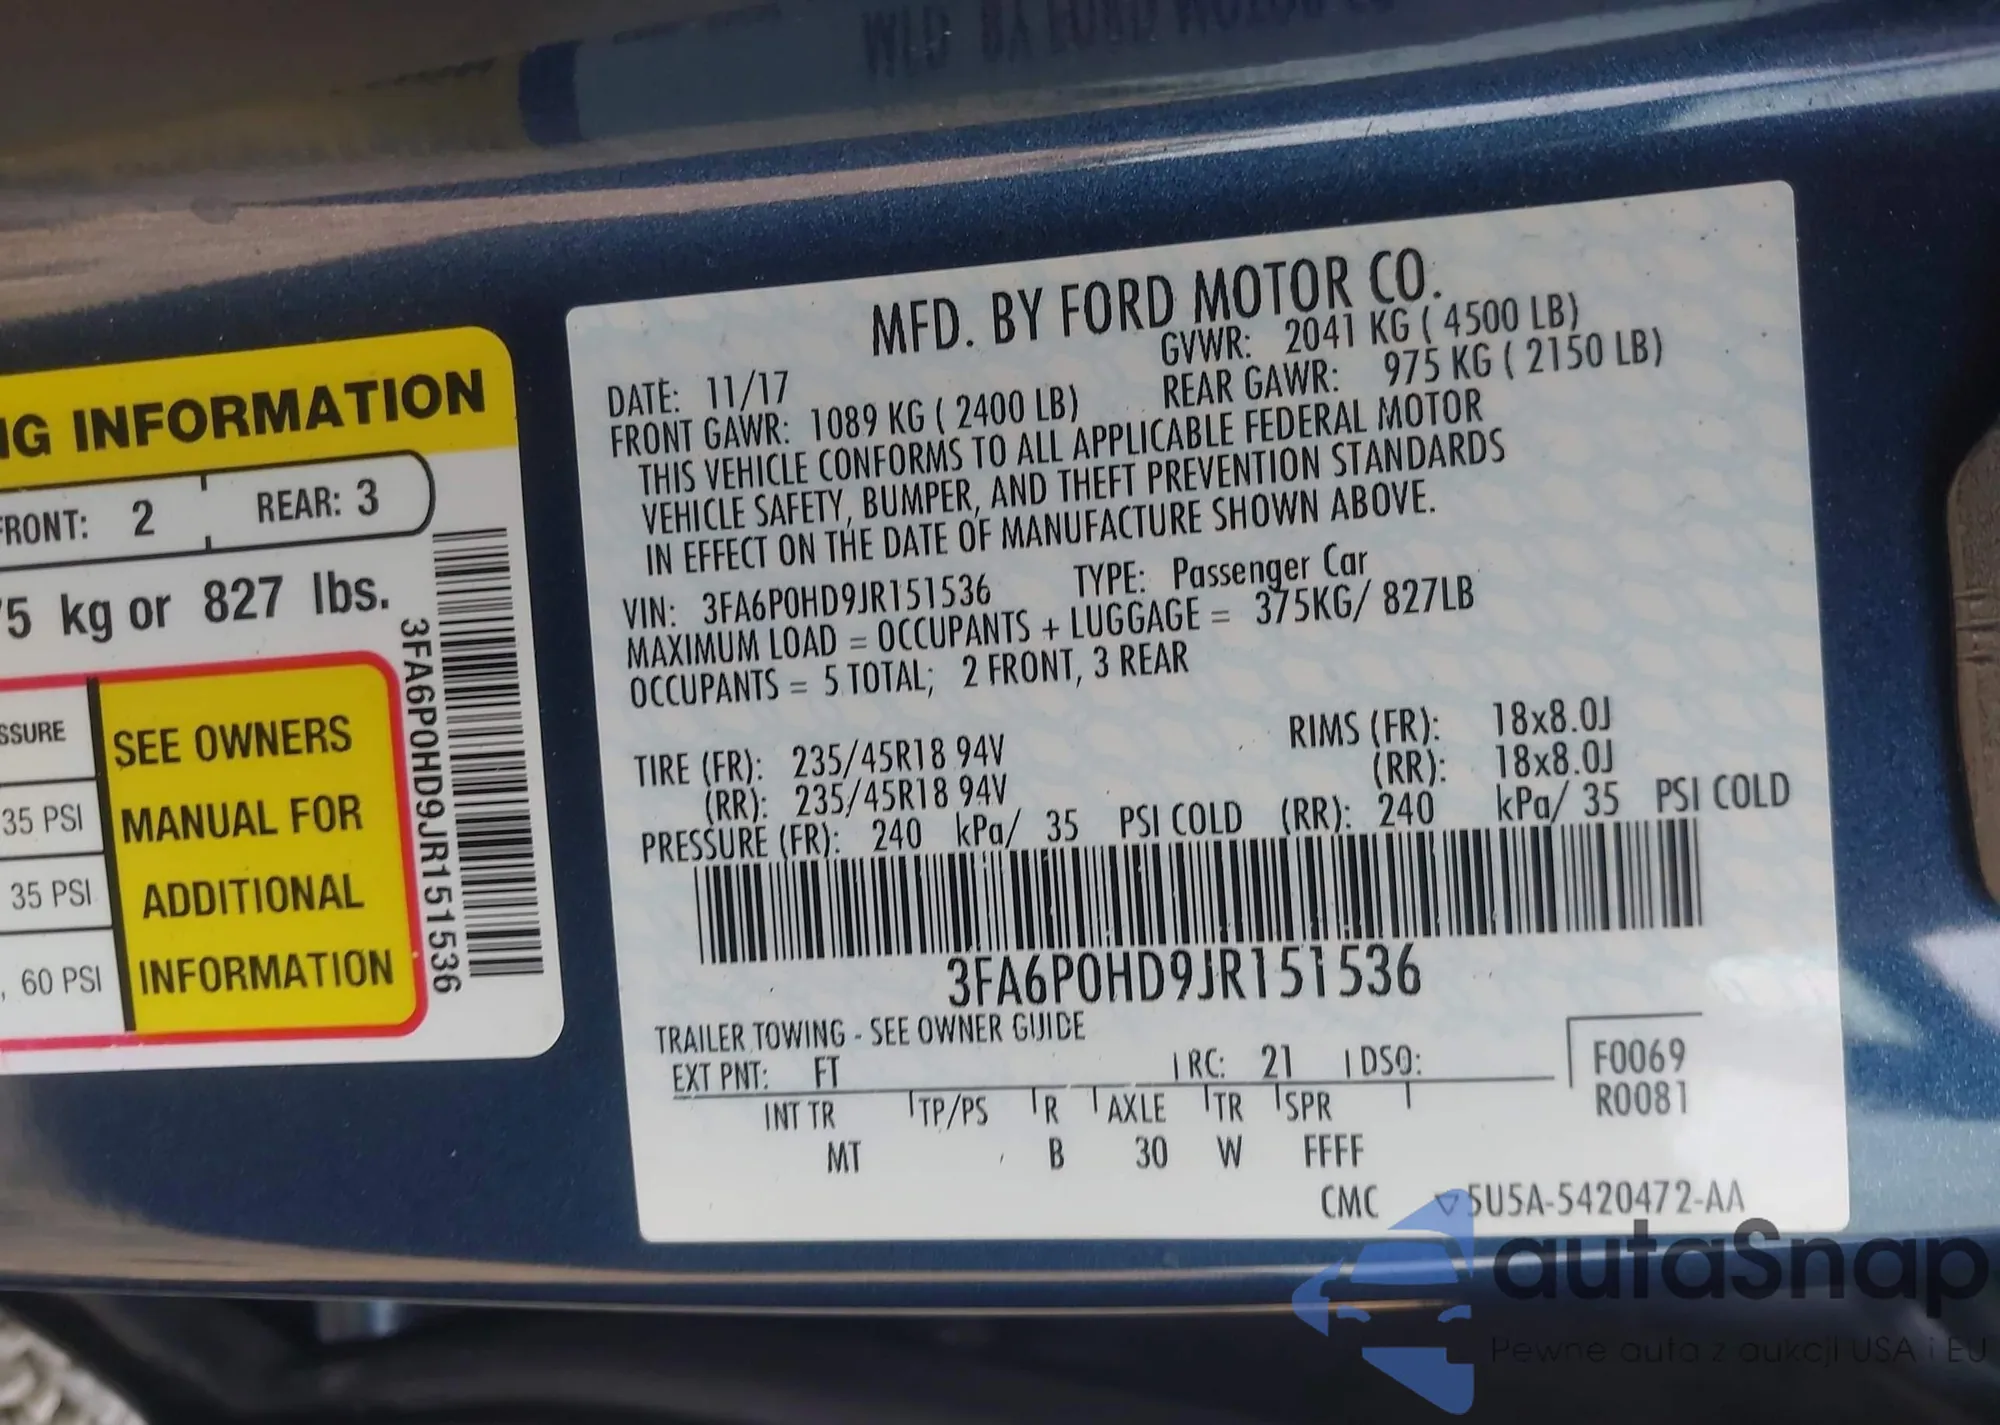 NG INFORMATION
FRONT: 2 REAR: 3
75 kg or 827 lbs.
SSURE
35 PSI
35 PSI
, 60 PSI
SEE OWNERS
MANUAL FOR
ADDITIONAL
INFORMATION
3FA6P0HD9JR151536
MFD. BY FORD MOTOR CO.
DATE: 11/17 GVWR: 2041 KG ( 4500 LB)
FRONT GAWR: 1089 KG ( 2400 LB) REAR GAWR: 975 KG ( 2150 LB)
THIS VEHICLE CONFORMS TO ALL APPLICABLE FEDERAL MOTOR
VEHICLE SAFETY, BUMPER, AND THEFT PREVENTION STANDARDS
IN EFFECT ON THE DATE OF MANUFACTURE SHOWN ABOVE.
VIN: 3FA6P0HD9JR151536 TYPE: Passenger Car
MAXIMUM LOAD = OCCUPANTS + LUGGAGE = 375KG/ 827LB
OCCUPANTS = 5 TOTAL; 2 FRONT, 3 REAR
TIRE (FR): 235/45R18 94V RIMS (FR): 18x8.0J
(RR): 235/45R18 94V (RR): 18x8.0J
PRESSURE (FR): 240 kPa/ 35 PSI COLD (RR): 240 kPa/ 35 PSI COLD
3FA6P0HD9JR151536
TRAILER TOWING - SEE OWNER GUIDE
EXT PNT: FT RC: 21 DSO:
F0069
R0081
INT TR TP/PS R AXLE TR SPR
MT B 30 W FFFF
CMC ▽5U5A-5420472-AA
autaSnap
Pewne auta z aukcji USA i EU